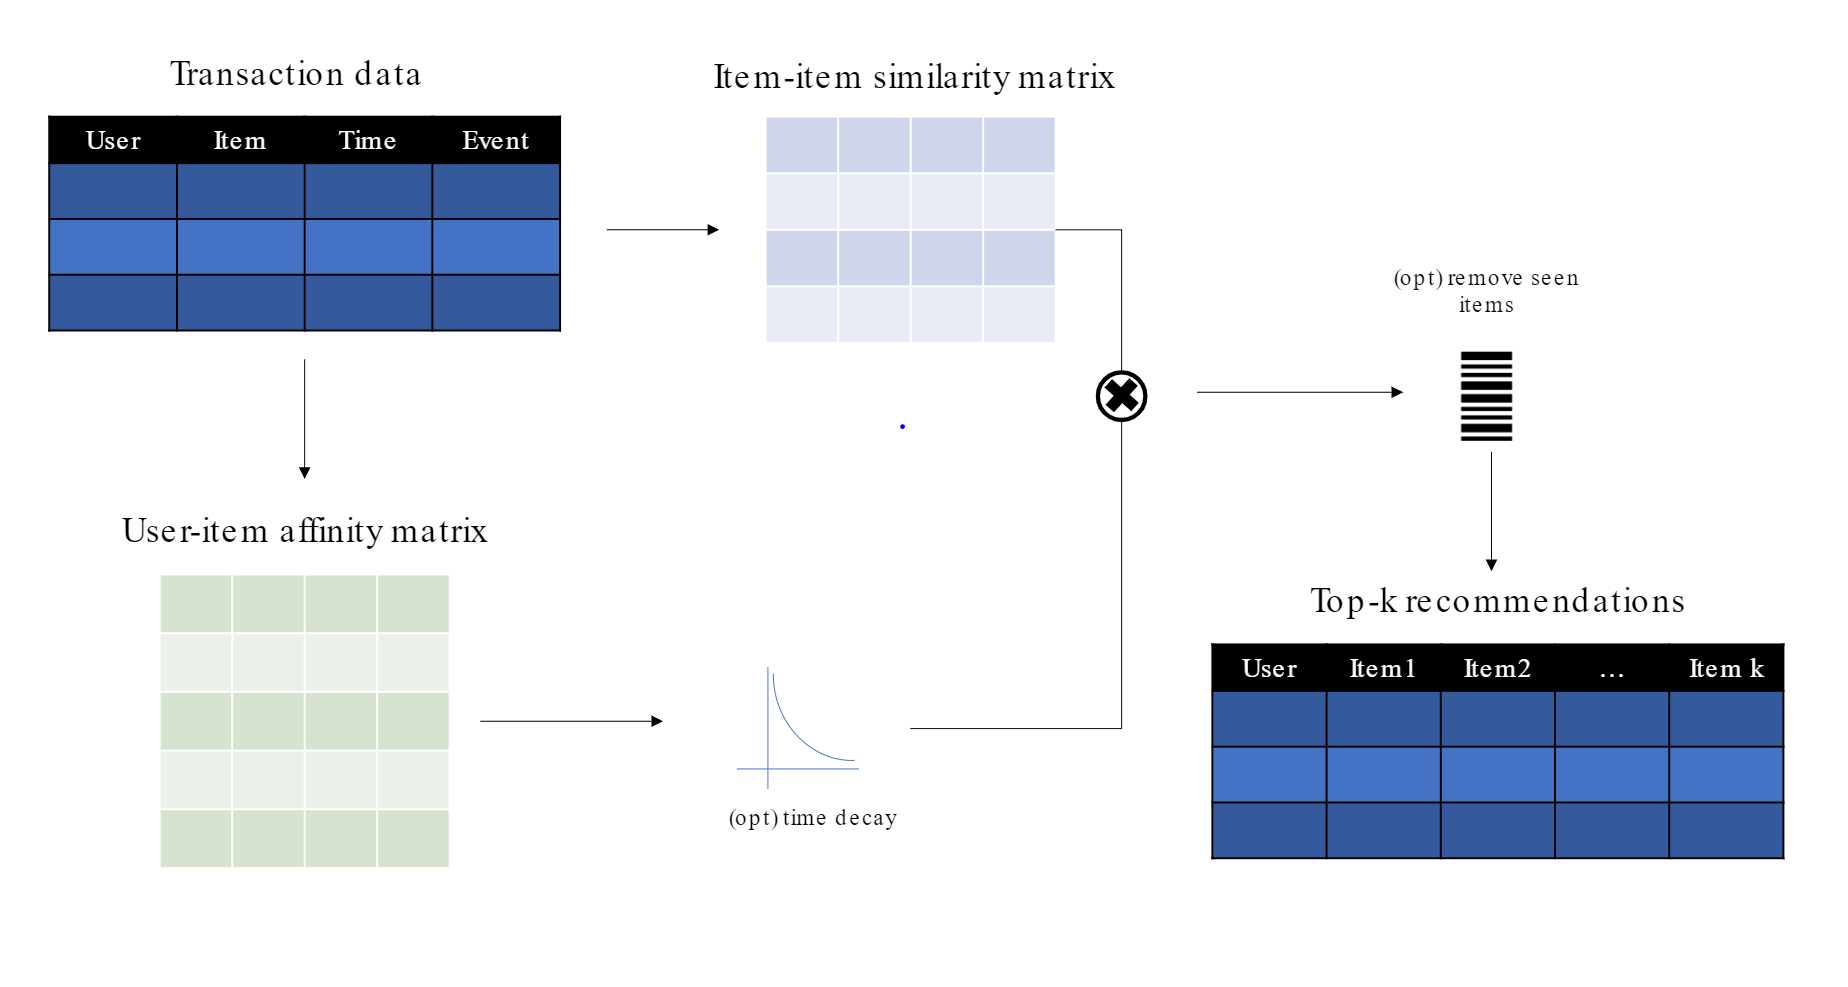 Transaction data
User Item Time Event
Item-item similarity matrix
(opt) remove seen
items
User-item affinity matrix
(opt) time decay
Top-k recommendations
User Item1 Item2 ... Item k